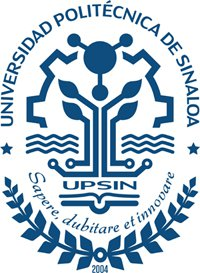 UNIVERSIDAD POLITÉCNICA DE SINALOA
UPSIN
Sapere, dubitare et innovare
2004